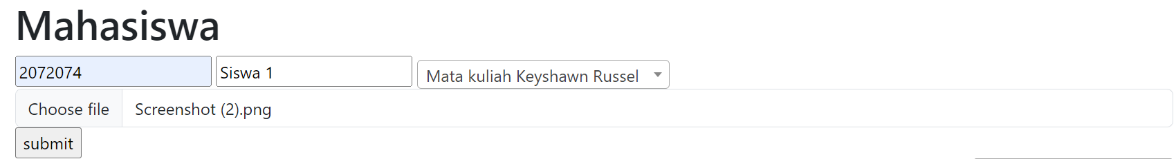 Mahasiswa
2072074 Siswa 1 Mata kuliah Keyshawn Russel
Choose file Screenshot (2).png
submit